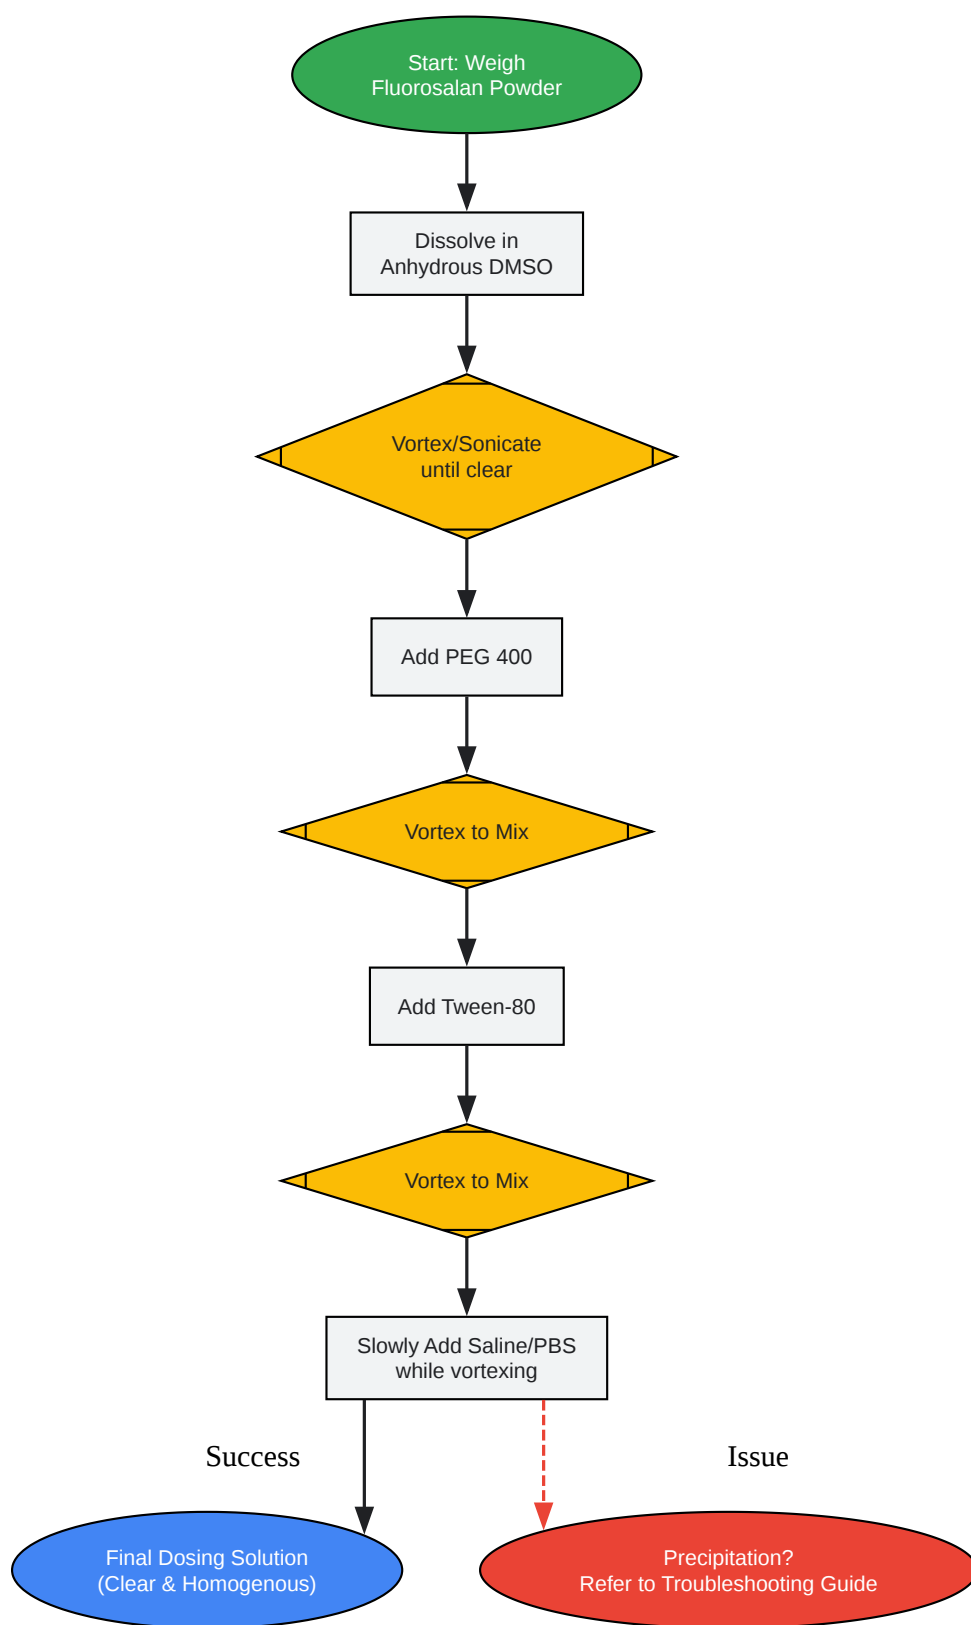 Start: Weigh
Fluorosalan Powder
Dissolve in
Anhydrous DMSO
Vortex/Sonicate
until clear
Add PEG 400
Vortex to Mix
Add Tween-80
Vortex to Mix
Slowly Add Saline/PBS
while vortexing
Success
Issue
Final Dosing Solution
(Clear & Homogenous)
Precipitation?
Refer to Troubleshooting Guide